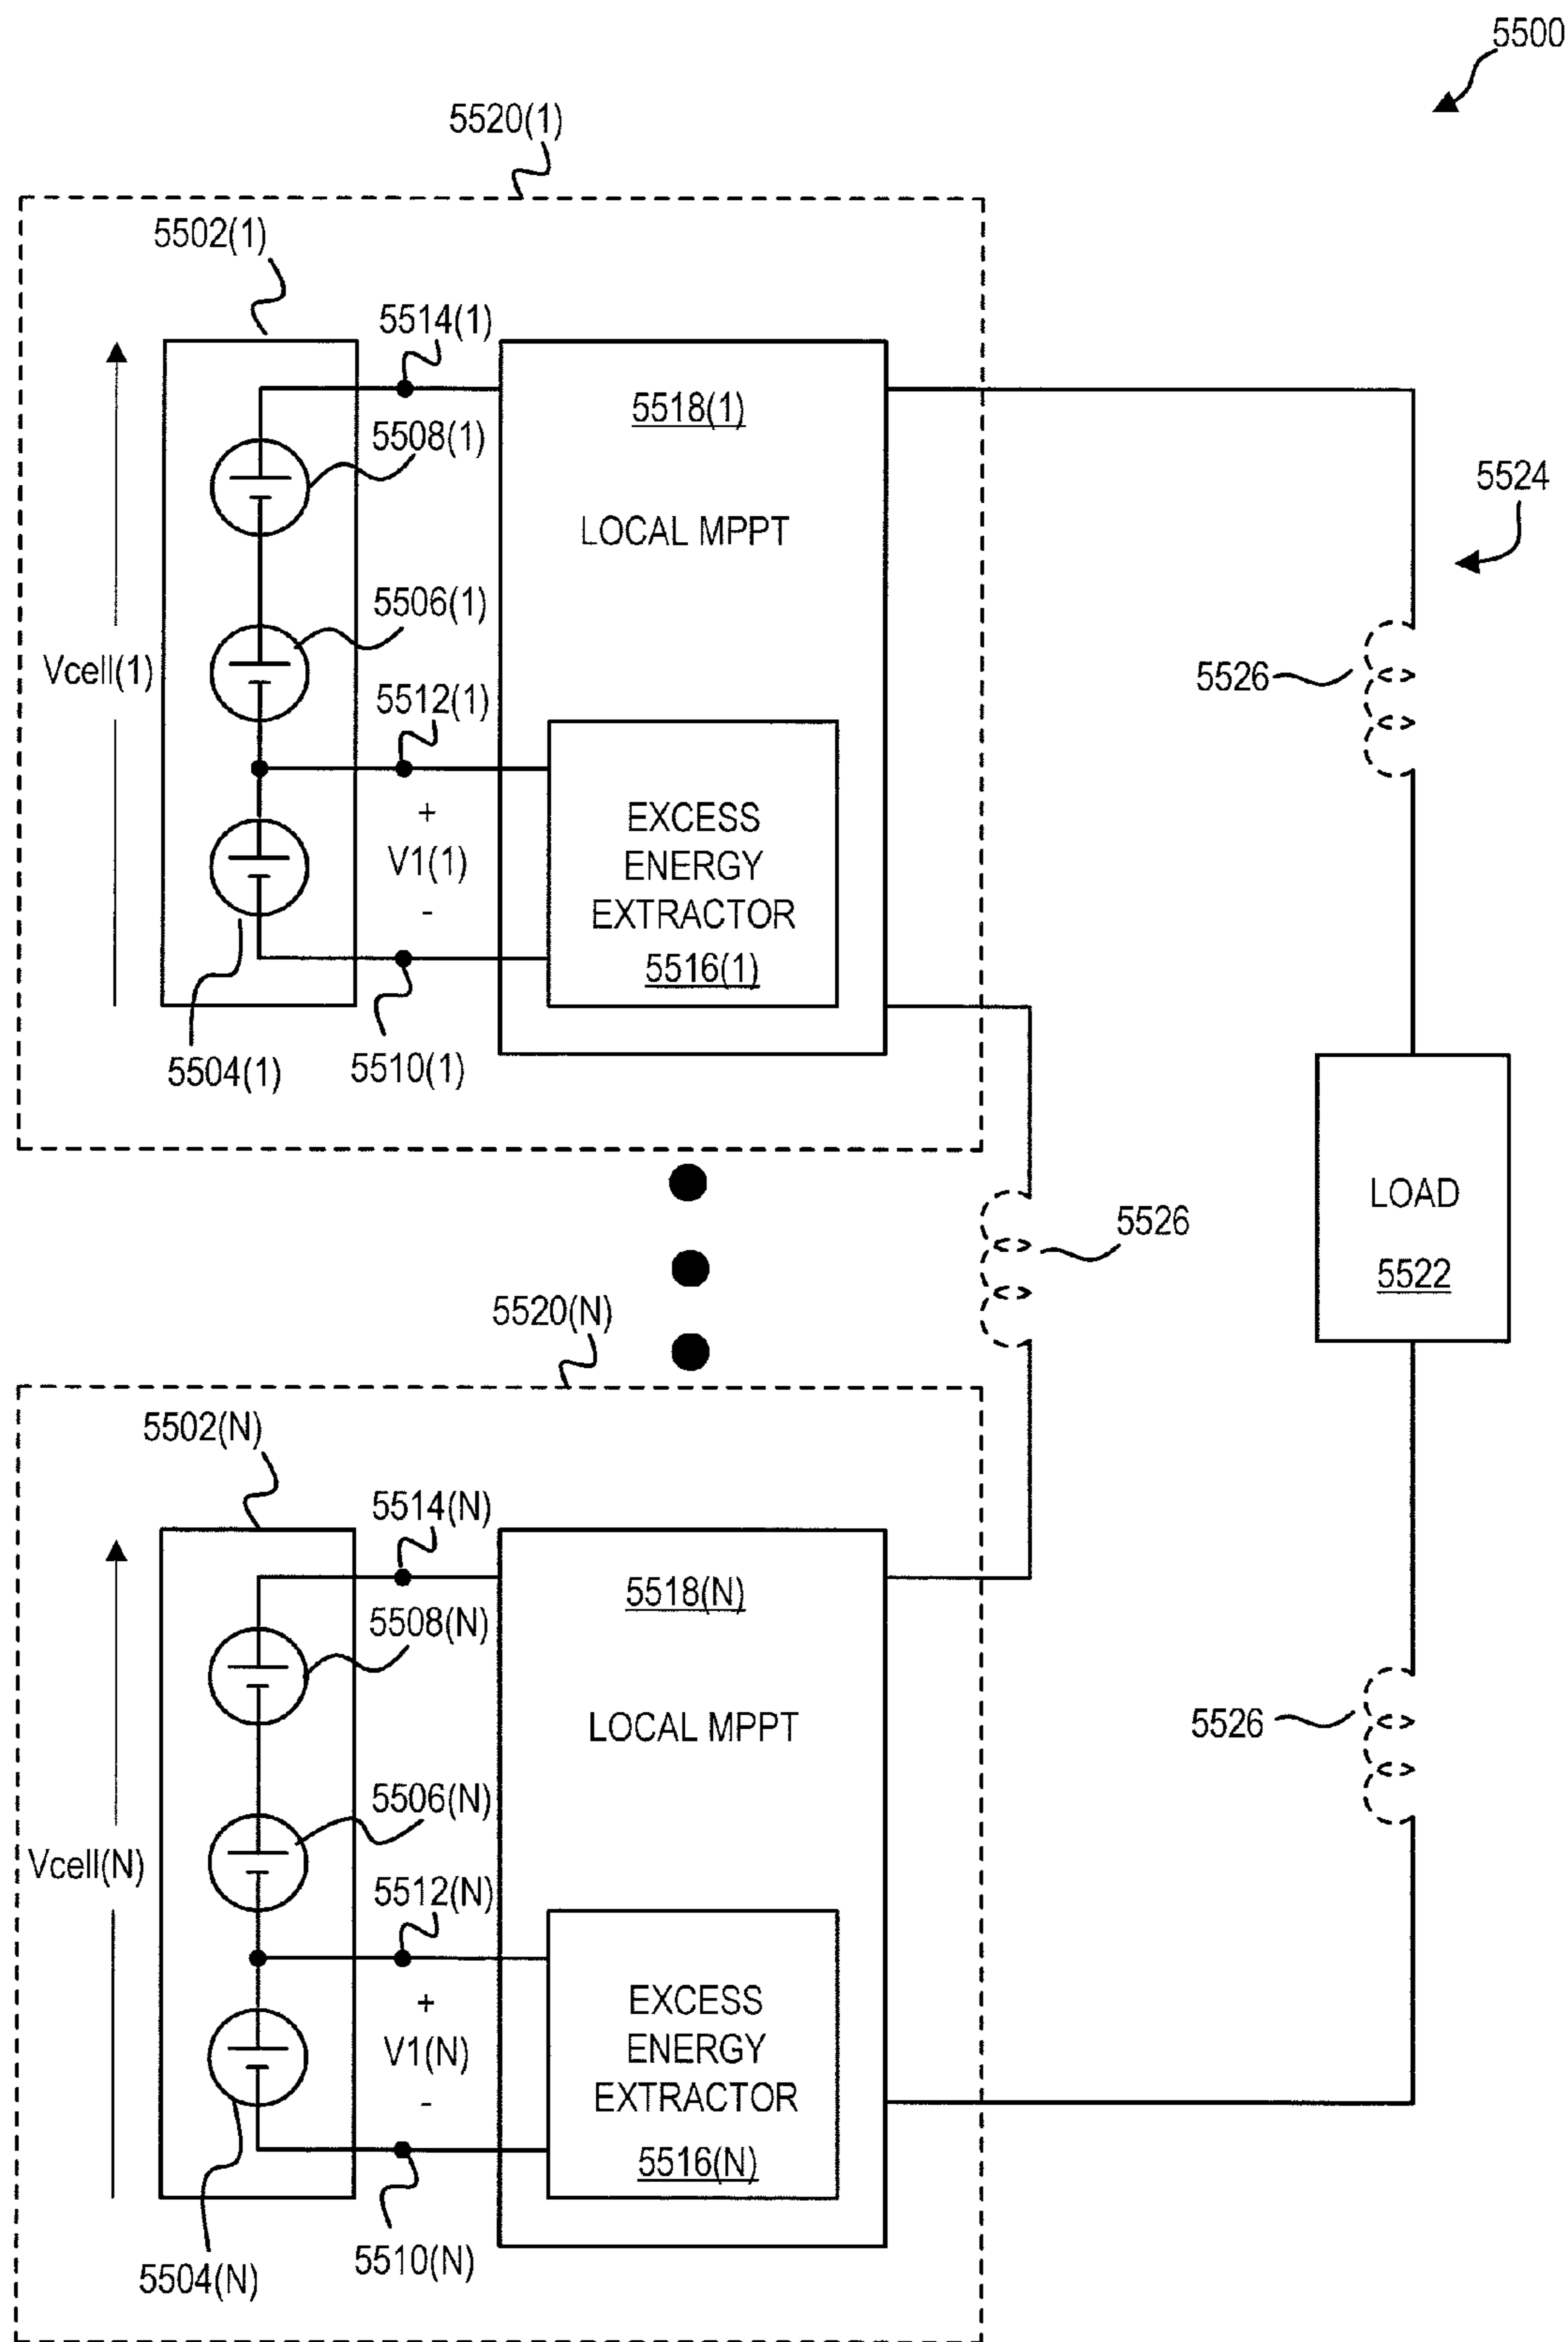 5500
5520(1)
5502(1)
5514(1)
5518(1)
5508(1)
5524
LOCAL MPPT
5506(1)
Vcell(1)
5526
5512(1)
+
EXCESS
V1(1)
ENERGY
-
EXTRACTOR
5516(1)
5504(1)
5510(1)
LOAD
5526
5522
5520(N)
5502(N)
5514(N)
5518(N)
5508(N)
5526
LOCAL MPPT
5506(N)
Vcell(N)
5512(N)
+
EXCESS
V1(N)
ENERGY
-
EXTRACTOR
5516(N)
5510(N)
5504(N)